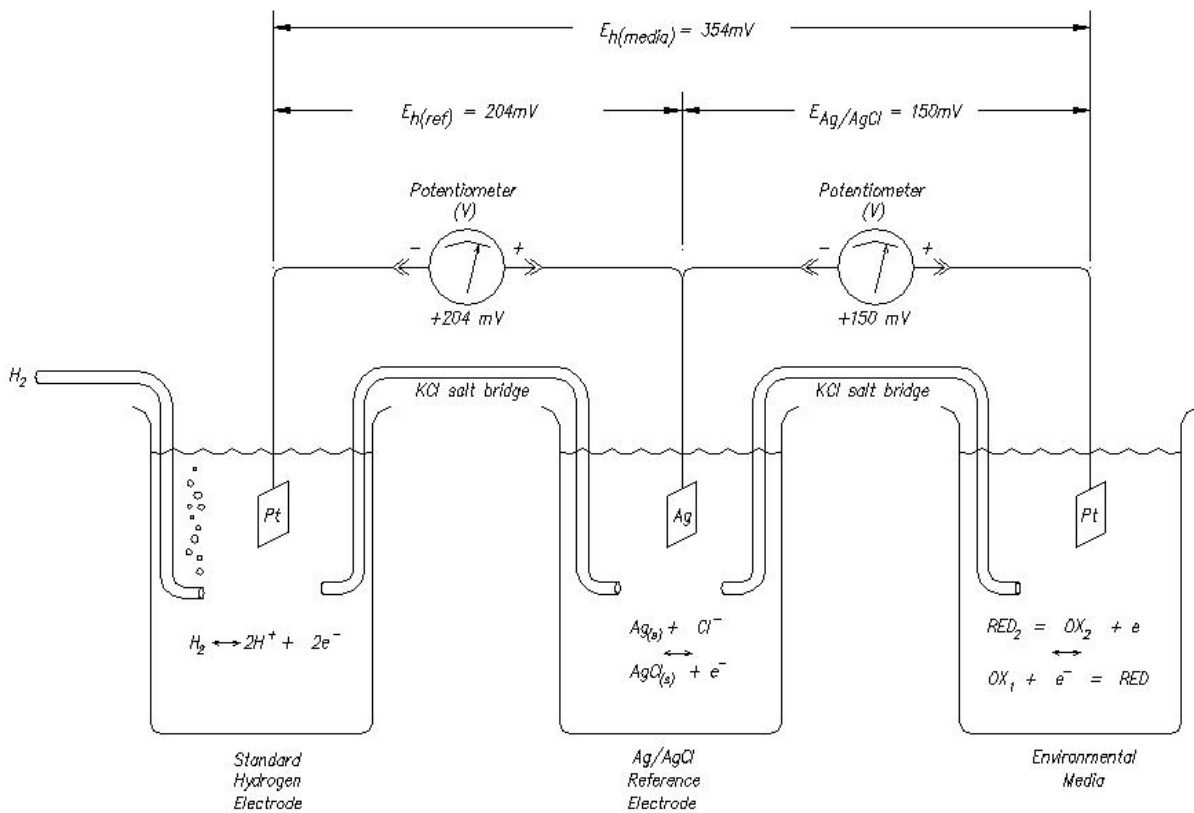 E_h(media) = 354mV
E_h(ref) = 204mV
E_Ag/AgCl = 150mV
Potentiometer
(V)
- +
+204 mV
Potentiometer
(V)
- +
+150 mV
H₂
KCl salt bridge
KCl salt bridge
Pt
Ag
Pt
H₂ ↔ 2H⁺ + 2e⁻
Ag(s) + Cl⁻
↔
AgCl(s) + e⁻
RED₂ = OX₂ + e
↔
OX₁ + e⁻ = RED
Standard
Hydrogen
Electrode
Ag/AgCl
Reference
Electrode
Environmental
Media